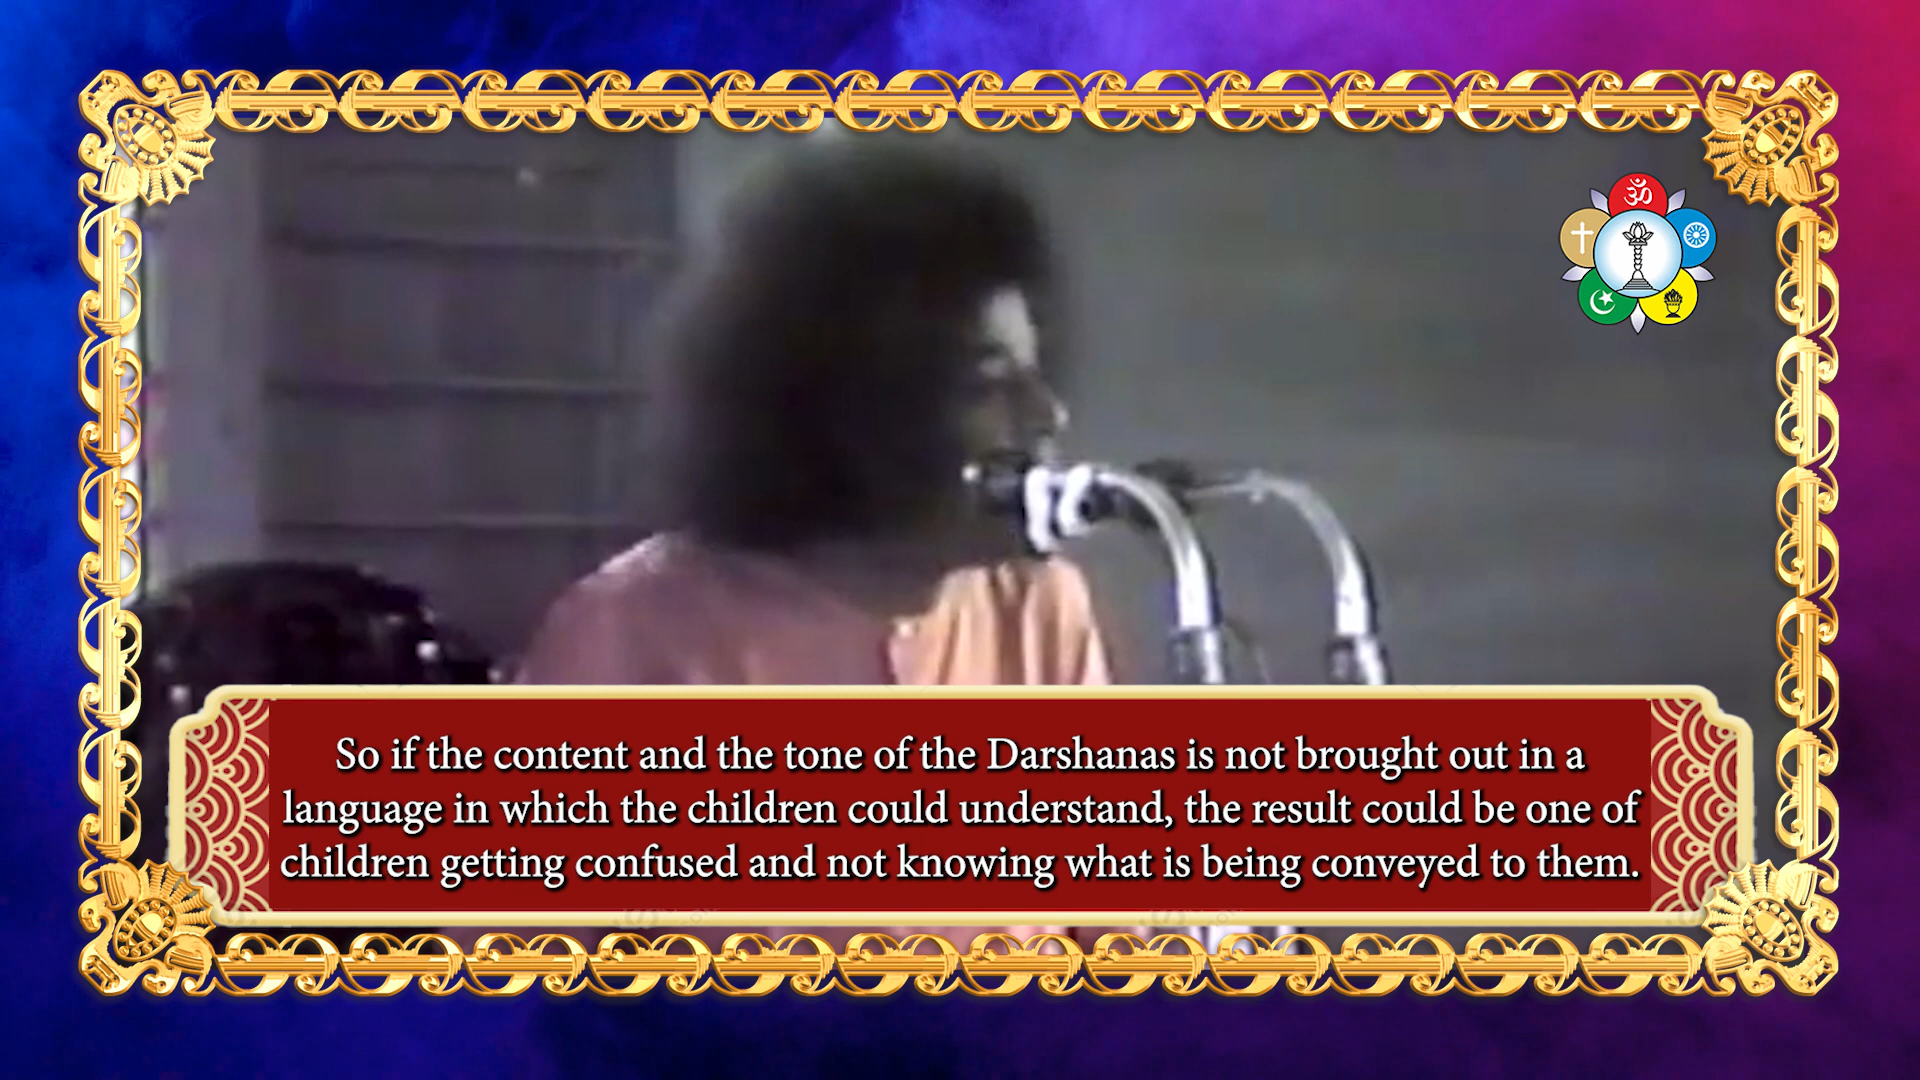 So if the content and the tone of the Darshanas is not brought out in a
language in which the children could understand, the result could be one of
children getting confused and not knowing what is being conveyed to them.